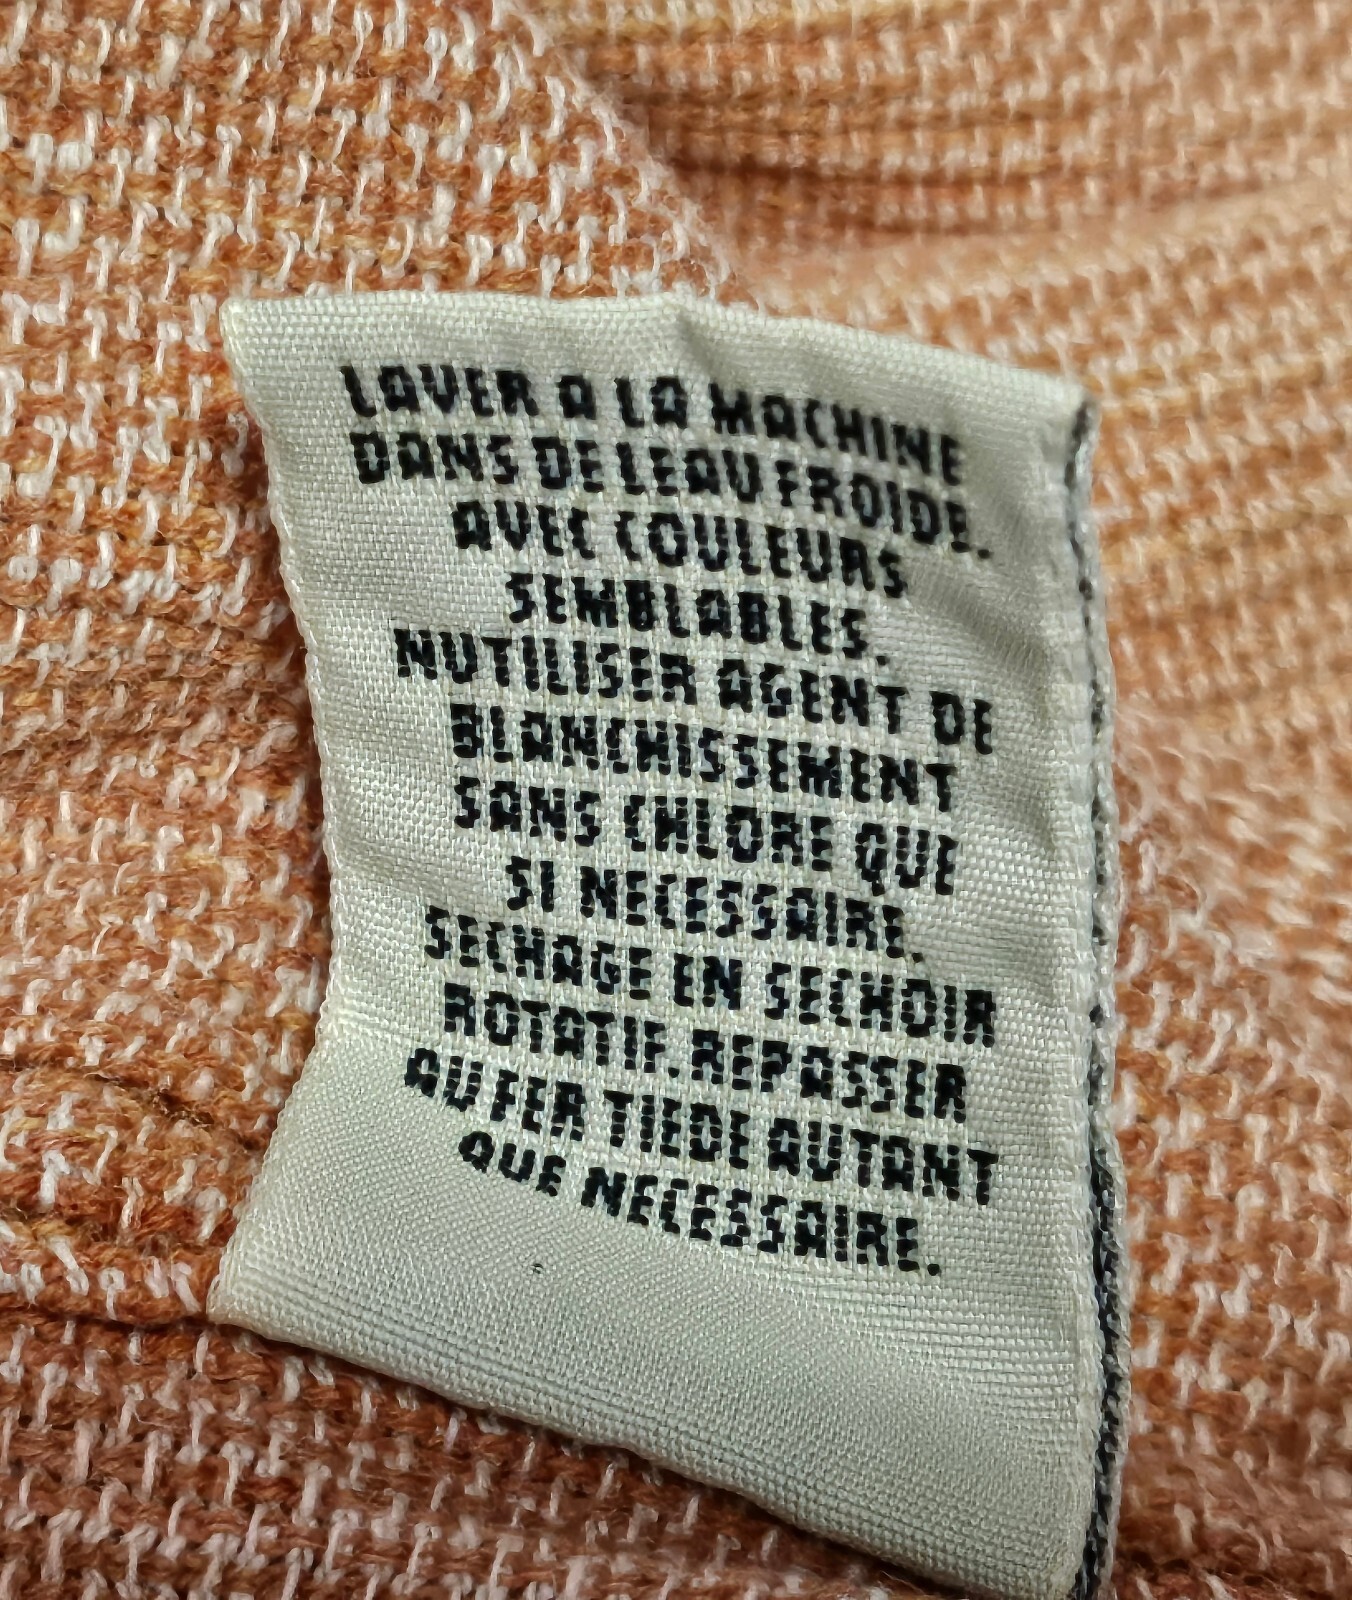 LAVER A LA MACHINE
DANS DE LEAU FROIDE.
AVEC COULEURS
SEMBLABLES.
NUTILISER AGENT DE
BLANCHISSEMENT
SANS CHLORE QUE
SI NECESSAIRE.
SECHAGE EN SECHOIR
ROTATIF. REPASSER
AU FER TIEDE AUTANT
QUE NECESSAIRE.